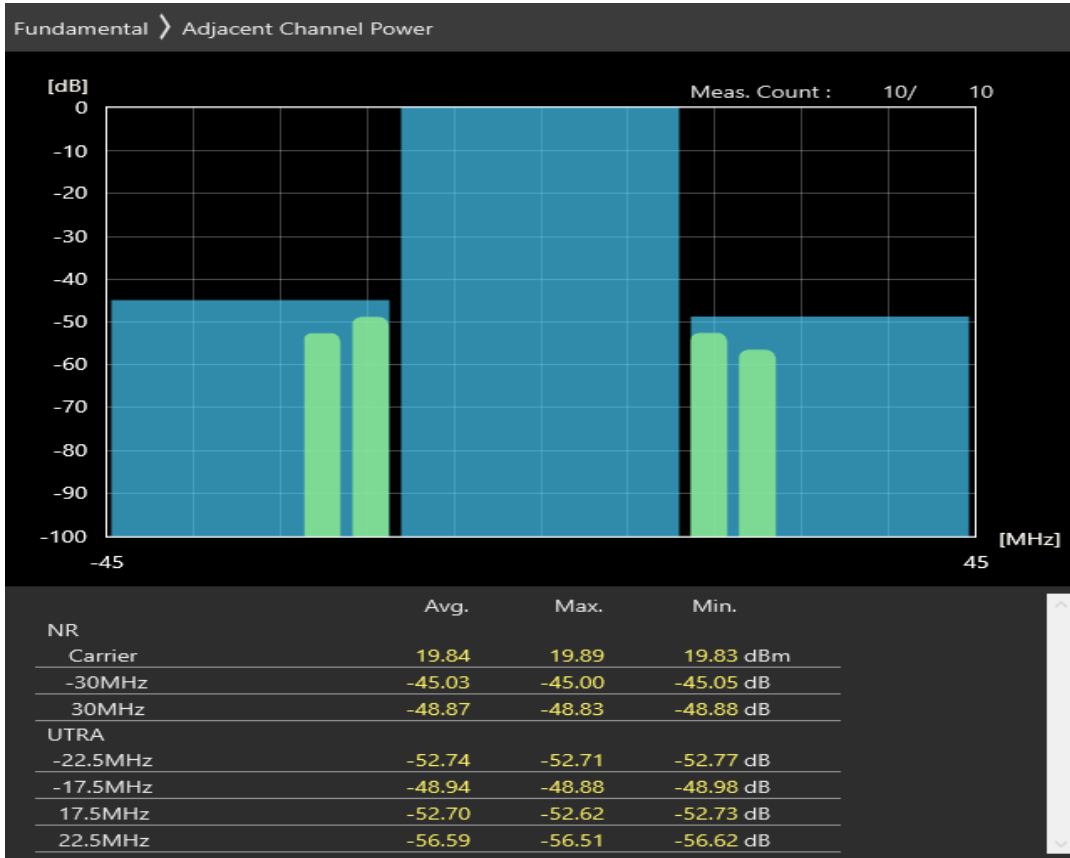 Fundamental ❯ Adjacent Channel Power
[dB]
Meas. Count : 10/ 10
0
-10
-20
-30
-40
-50
-60
-70
-80
-90
-100
[MHz]
-45 45
Avg. Max. Min.
NR
Carrier 19.84 19.89 19.83 dBm
-30MHz -45.03 -45.00 -45.05 dB
30MHz -48.87 -48.83 -48.88 dB
UTRA
-22.5MHz -52.74 -52.71 -52.77 dB
-17.5MHz -48.94 -48.88 -48.98 dB
17.5MHz -52.70 -52.62 -52.73 dB
22.5MHz -56.59 -56.51 -56.62 dB